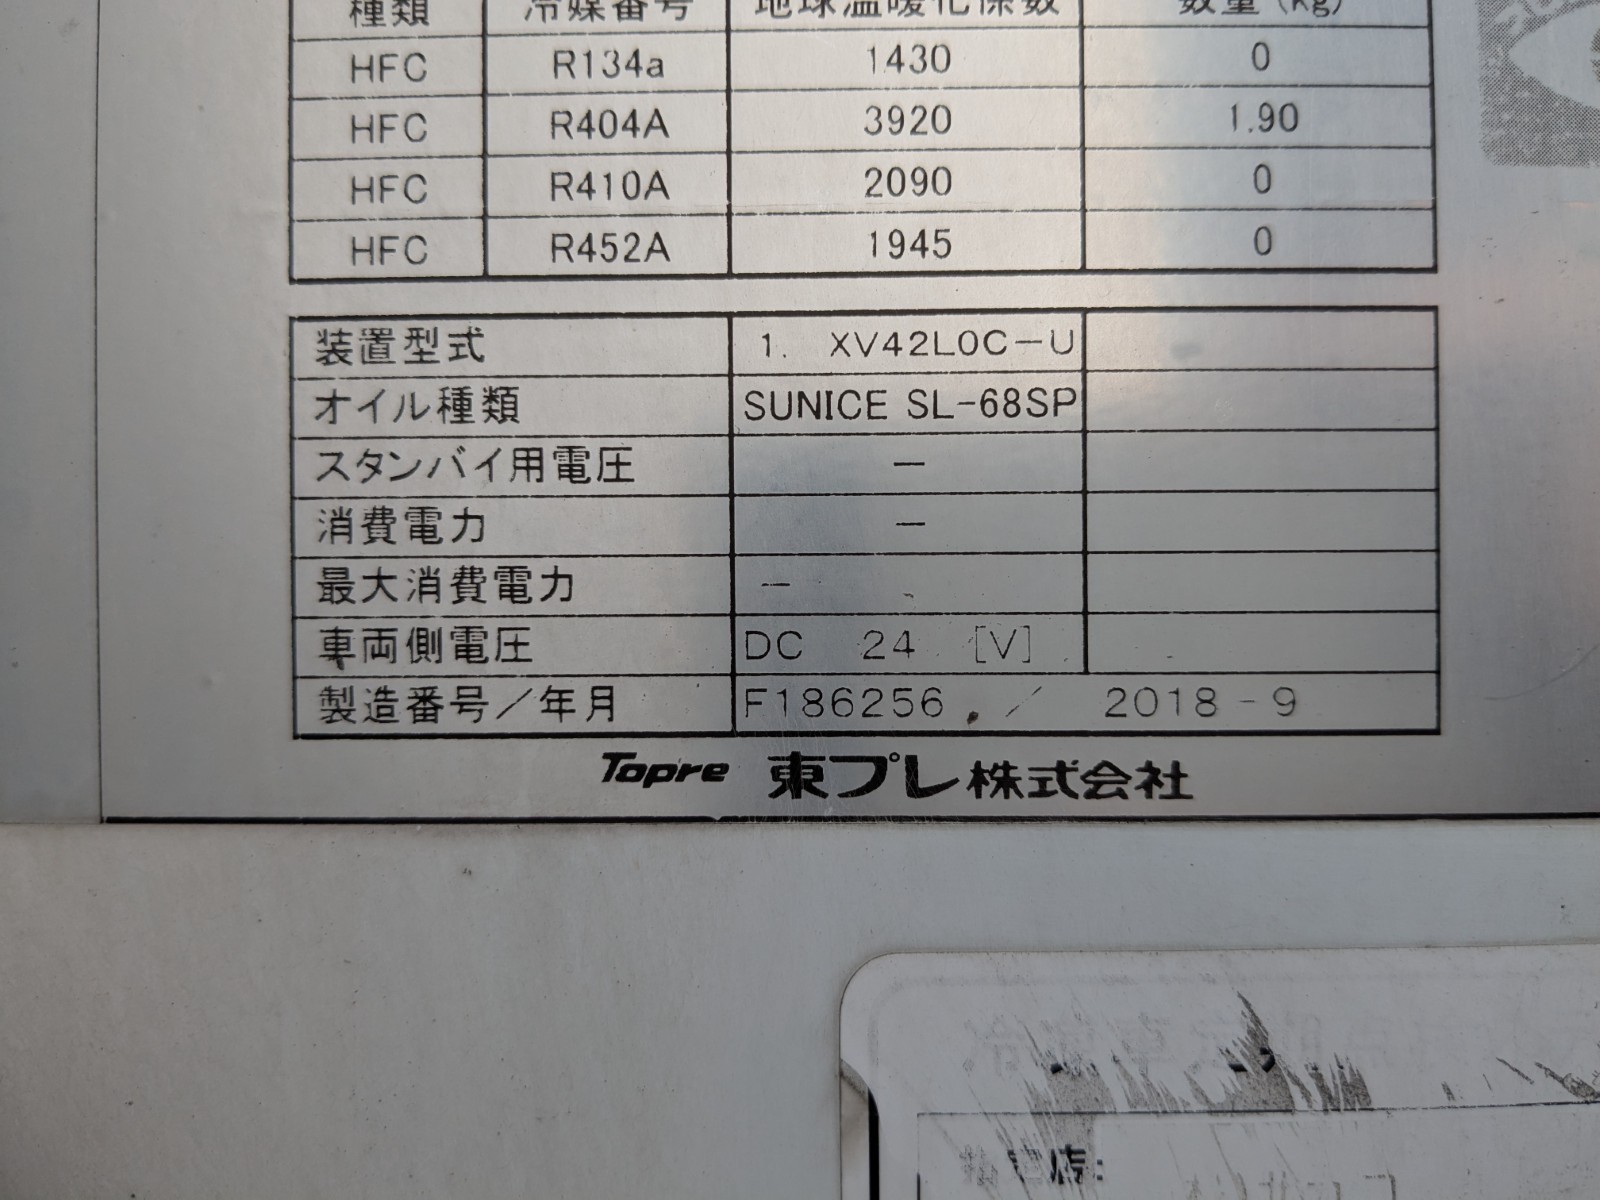 種類 冷媒番号 地球温暖化係数 数量(kg)
HFC R134a 1430 0
HFC R404A 3920 1.90
HFC R410A 2090 0
HFC R452A 1945 0
装置型式 1. XV42LOC-U
オイル種類 SUNICE SL-68SP
スタンバイ用電圧 —
消費電力 —
最大消費電力 —
車両側電圧 DC 24 [V]
製造番号/年月 F186256 / 2018-9
Topre 東プレ株式会社
店: